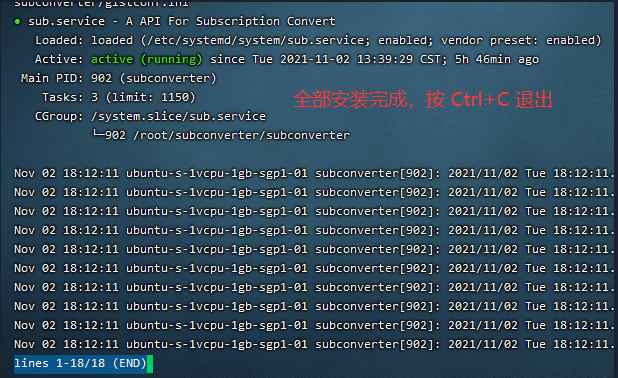 subconverter/gistconf.ini
● sub.service - A API For Subscription Convert
Loaded: loaded (/etc/systemd/system/sub.service; enabled; vendor preset: enabled)
Active: active (running) since Tue 2021-11-02 13:39:29 CST; 5h 46min ago
Main PID: 902 (subconverter)
Tasks: 3 (limit: 1150)
全部安装完成，按 Ctrl+C 退出
CGroup: /system.slice/sub.service
└─902 /root/subconverter/subconverter
Nov 02 18:12:11 ubuntu-s-1vcpu-1gb-sgp1-01 subconverter[902]: 2021/11/02 Tue 18:12:11.
Nov 02 18:12:11 ubuntu-s-1vcpu-1gb-sgp1-01 subconverter[902]: 2021/11/02 Tue 18:12:11.
Nov 02 18:12:11 ubuntu-s-1vcpu-1gb-sgp1-01 subconverter[902]: 2021/11/02 Tue 18:12:11.
Nov 02 18:12:11 ubuntu-s-1vcpu-1gb-sgp1-01 subconverter[902]: 2021/11/02 Tue 18:12:11.
Nov 02 18:12:11 ubuntu-s-1vcpu-1gb-sgp1-01 subconverter[902]: 2021/11/02 Tue 18:12:11.
Nov 02 18:12:11 ubuntu-s-1vcpu-1gb-sgp1-01 subconverter[902]: 2021/11/02 Tue 18:12:11.
Nov 02 18:12:11 ubuntu-s-1vcpu-1gb-sgp1-01 subconverter[902]: 2021/11/02 Tue 18:12:11.
Nov 02 18:12:11 ubuntu-s-1vcpu-1gb-sgp1-01 subconverter[902]: 2021/11/02 Tue 18:12:11.
Nov 02 18:12:11 ubuntu-s-1vcpu-1gb-sgp1-01 subconverter[902]: 2021/11/02 Tue 18:12:11.
Nov 02 18:12:11 ubuntu-s-1vcpu-1gb-sgp1-01 subconverter[902]: 2021/11/02 Tue 18:12:11.
lines 1-18/18 (END)